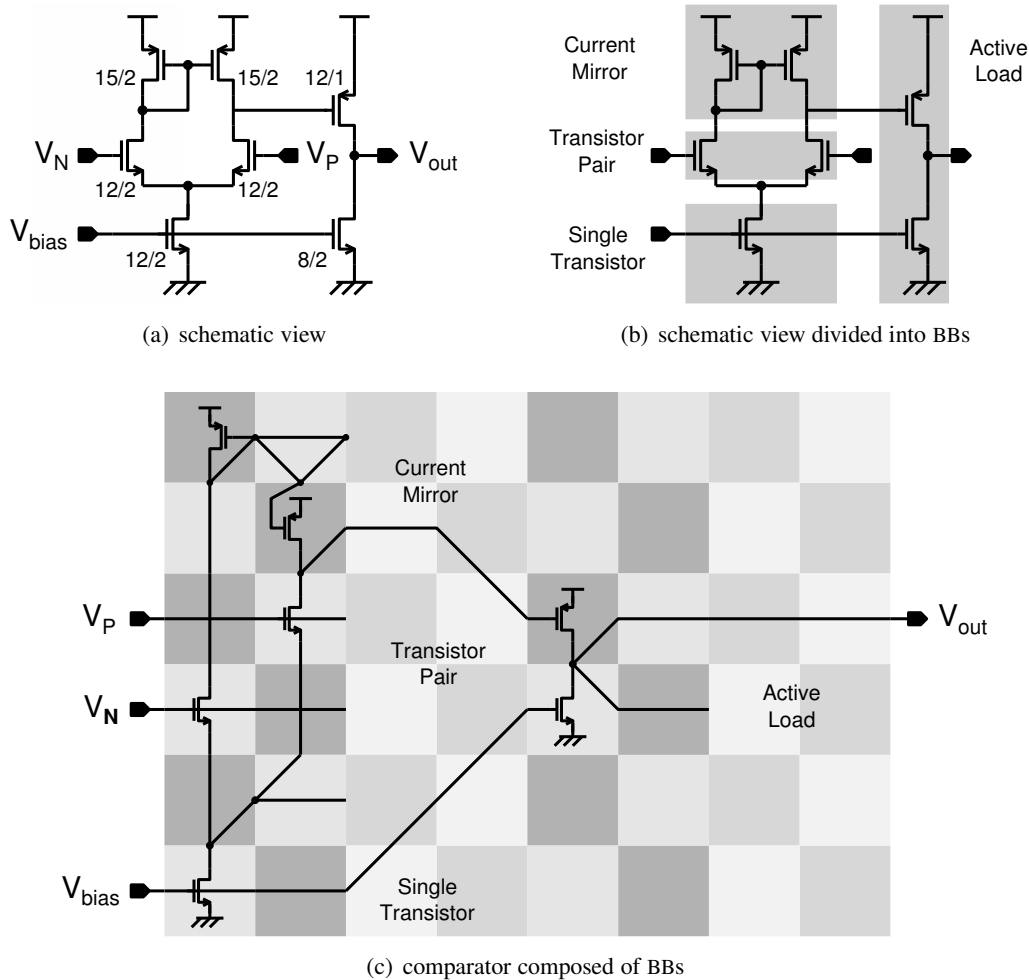 15/2
15/2
12/1
V_N
V_P
V_out
12/2
12/2
V_bias
12/2
8/2
(a) schematic view
Current
Mirror
Active
Load
Transistor
Pair
Single
Transistor
(b) schematic view divided into BBs
Current
Mirror
V_P
V_out
Transistor
Pair
V_N
Active
Load
V_bias
Single
Transistor
(c) comparator composed of BBs